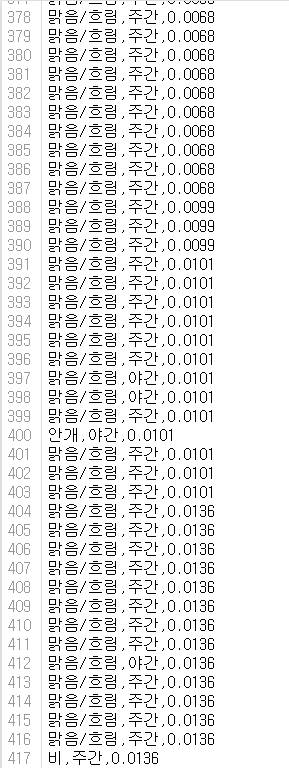 378 맑음/흐림,주간,0.0068
379 맑음/흐림,주간,0.0068
380 맑음/흐림,주간,0.0068
381 맑음/흐림,주간,0.0068
382 맑음/흐림,주간,0.0068
383 맑음/흐림,주간,0.0068
384 맑음/흐림,주간,0.0068
385 맑음/흐림,주간,0.0068
386 맑음/흐림,주간,0.0068
387 맑음/흐림,주간,0.0068
388 맑음/흐림,주간,0.0099
389 맑음/흐림,주간,0.0099
390 맑음/흐림,주간,0.0099
391 맑음/흐림,주간,0.0101
392 맑음/흐림,주간,0.0101
393 맑음/흐림,주간,0.0101
394 맑음/흐림,주간,0.0101
395 맑음/흐림,주간,0.0101
396 맑음/흐림,주간,0.0101
397 맑음/흐림,야간,0.0101
398 맑음/흐림,야간,0.0101
399 맑음/흐림,주간,0.0101
400 안개,야간,0.0101
401 맑음/흐림,주간,0.0101
402 맑음/흐림,주간,0.0101
403 맑음/흐림,주간,0.0101
404 맑음/흐림,주간,0.0136
405 맑음/흐림,주간,0.0136
406 맑음/흐림,주간,0.0136
407 맑음/흐림,주간,0.0136
408 맑음/흐림,주간,0.0136
409 맑음/흐림,주간,0.0136
410 맑음/흐림,주간,0.0136
411 맑음/흐림,주간,0.0136
412 맑음/흐림,야간,0.0136
413 맑음/흐림,주간,0.0136
414 맑음/흐림,주간,0.0136
415 맑음/흐림,주간,0.0136
416 맑음/흐림,주간,0.0136
417 비,주간,0.0136